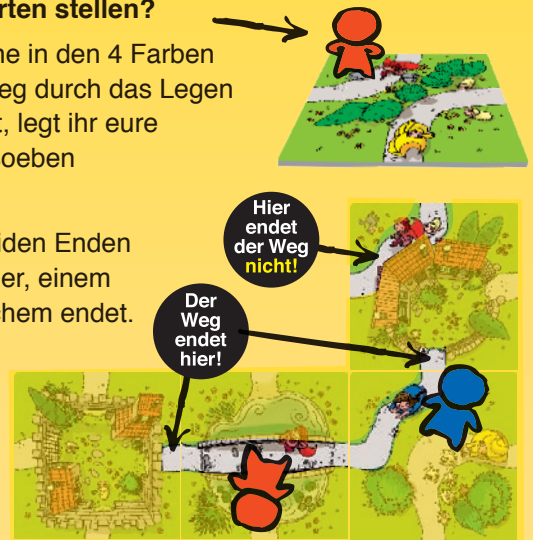 rten stellen?
ne in den 4 Farben
eg durch das Legen
t, legt ihr eure
oeben
iden Enden
er, einem
chem endet.
Hier
endet
der Weg
nicht!
Der
Weg
endet
hier!